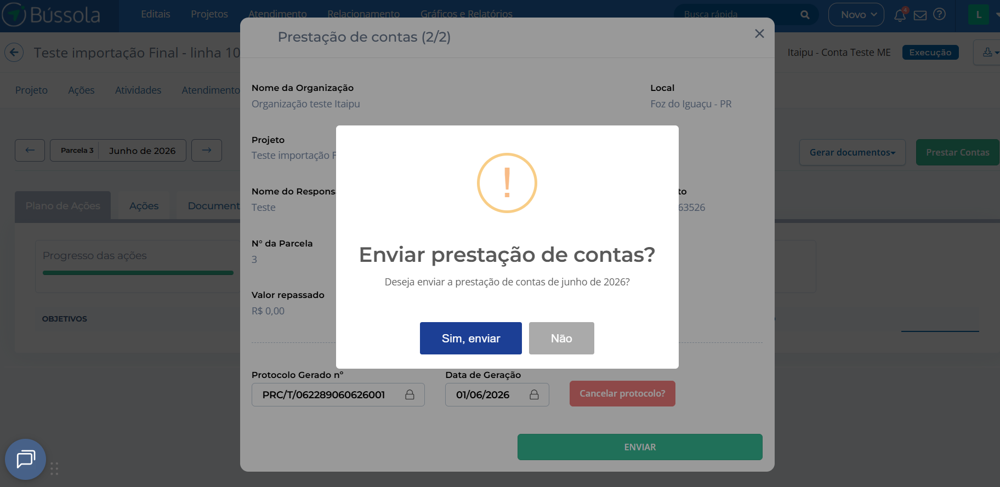 Bússola
Editais
Projetos
Atendimento
Relacionamento
Gráficos e Relatórios
Busca rápida
Novo
4
L
Teste importação Final - linha 10
Itaipu - Conta Teste ME
Execução
Prestação de contas (2/2)
Projeto
Ações
Atividades
Atendimento
Nome da Organização
Organização teste Itaipu
Local
Foz do Iguaçu - PR
Parcela 3
Junho de 2026
Gerar documentos
Prestar Contas
Projeto
Teste importação F
Plano de Ações
Ações
Document
Nome do Respons
Teste
to
63526
Progresso das ações
N° da Parcela
3
Valor repassado
R$ 0,00
OBJETIVOS
Enviar prestação de contas?
Deseja enviar a prestação de contas de junho de 2026?
Sim, enviar
Não
Protocolo Gerado nº
PRC/T/062289060626001
Data de Geração
01/06/2026
Cancelar protocolo?
ENVIAR